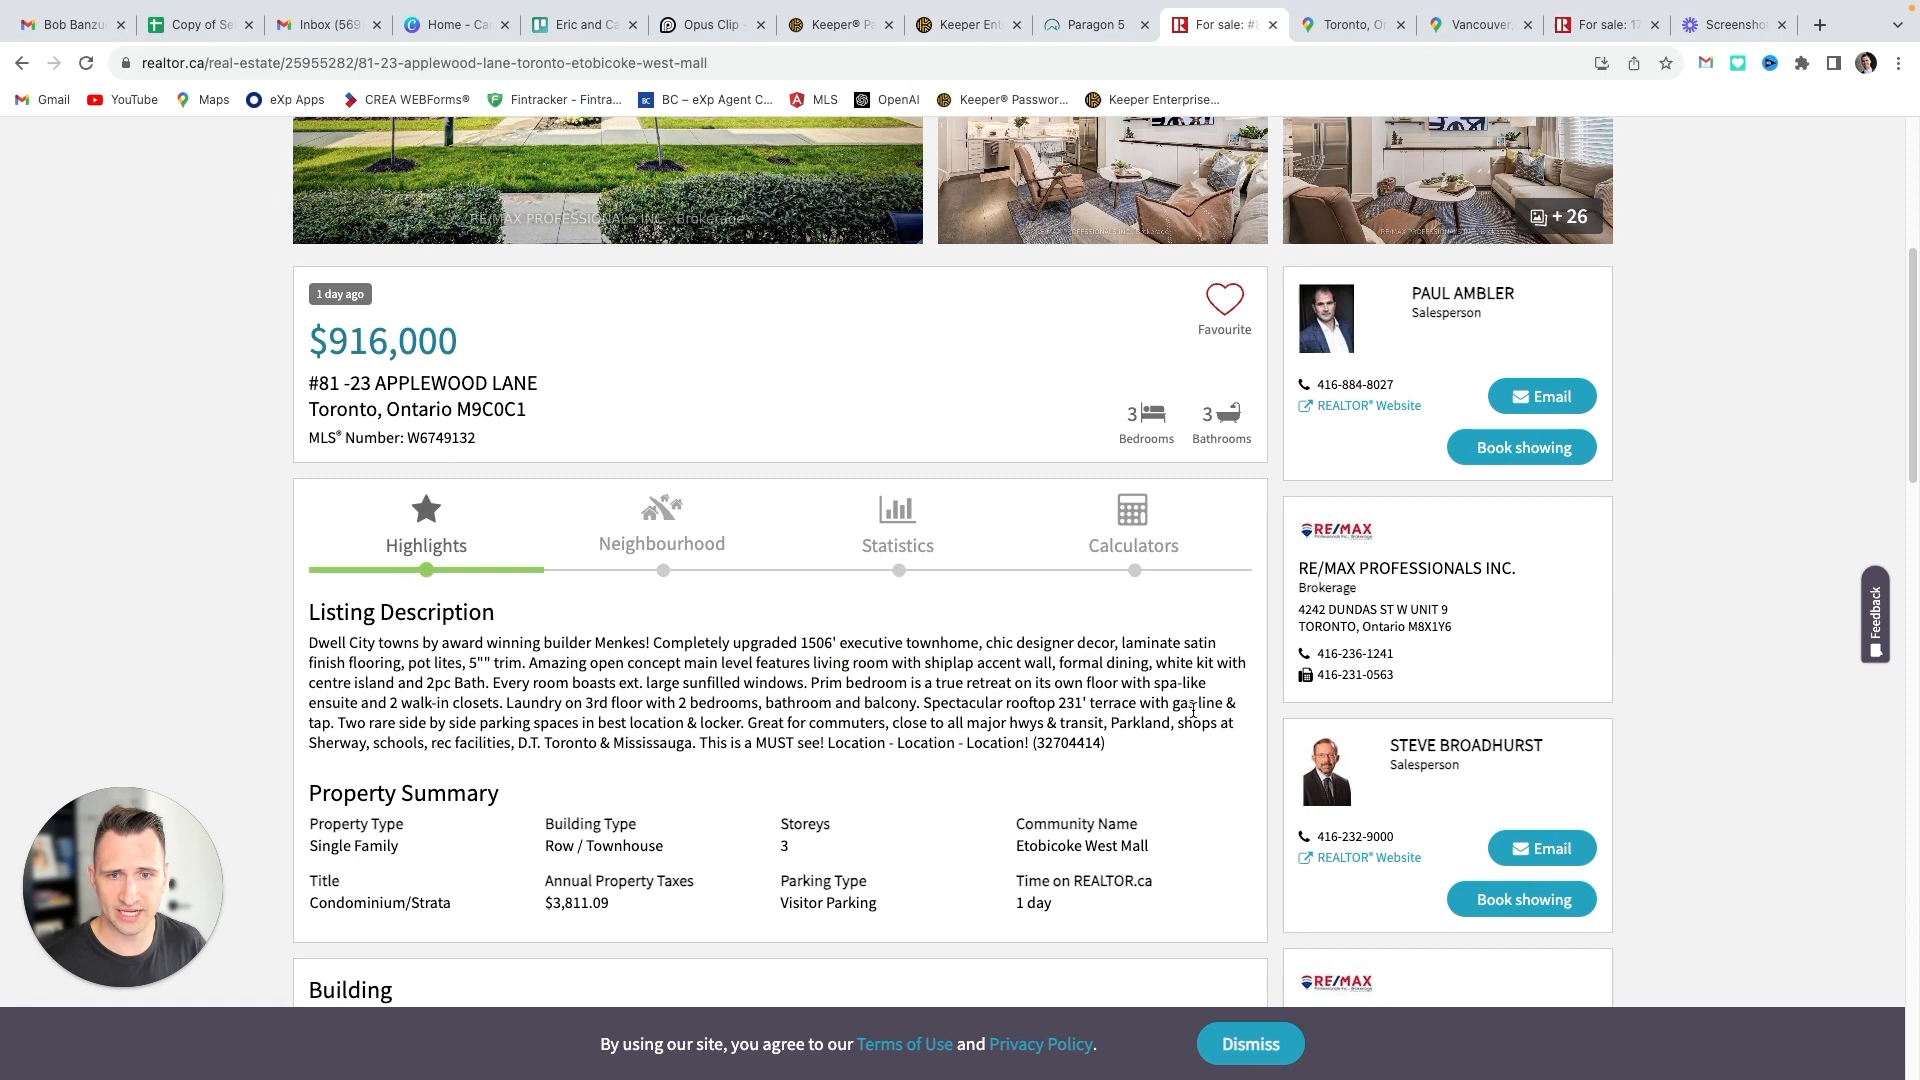 Bob Banzu
Copy of Se
Inbox (569
Home - Ca
Eric and C
Opus Clip -
Keeper® P
Keeper Ent
Paragon 5
For sale: #8
Toronto, O
Vancouver,
For sale: 17
Screensho
realtor.ca/real-estate/25955282/81-23-applewood-lane-toronto-etobicoke-west-mall
Gmail
YouTube
Maps
eXp Apps
CREA WEBForms®
Fintracker - Fintra...
BC – eXp Agent C...
MLS
OpenAI
Keeper® Passwor...
Keeper Enterprise...
RE/MAX PROFESSIONALS INC., Brokerage
+ 26
1 day ago
$916,000
Favourite
#81 -23 APPLEWOOD LANE
Toronto, Ontario M9C0C1
MLS® Number: W6749132
3
Bedrooms
3
Bathrooms
Highlights
Neighbourhood
Statistics
Calculators
Listing Description
Dwell City towns by award winning builder Menkes! Completely upgraded 1506' executive townhome, chic designer decor, laminate satin
finish flooring, pot lites, 5"" trim. Amazing open concept main level features living room with shiplap accent wall, formal dining, white kit with
centre island and 2pc Bath. Every room boasts ext. large sunfilled windows. Prim bedroom is a true retreat on its own floor with spa-like
ensuite and 2 walk-in closets. Laundry on 3rd floor with 2 bedrooms, bathroom and balcony. Spectacular rooftop 231' terrace with gas line &
tap. Two rare side by side parking spaces in best location & locker. Great for commuters, close to all major hwys & transit, Parkland, shops at
Sherway, schools, rec facilities, D.T. Toronto & Mississauga. This is a MUST see! Location - Location - Location! (32704414)
Property Summary
Property Type
Single Family
Building Type
Row / Townhouse
Storeys
3
Community Name
Etobicoke West Mall
Title
Condominium/Strata
Annual Property Taxes
$3,811.09
Parking Type
Visitor Parking
Time on REALTOR.ca
1 day
Building
PAUL AMBLER
Salesperson
416-884-8027
REALTOR® Website
Email
Book showing
RE/MAX
RE/MAX PROFESSIONALS INC.
Brokerage
4242 DUNDAS ST W UNIT 9
TORONTO, Ontario M8X1Y6
416-236-1241
416-231-0563
STEVE BROADHURST
Salesperson
416-232-9000
REALTOR® Website
Email
Book showing
RE/MAX
Feedback
By using our site, you agree to our Terms of Use and Privacy Policy.
Dismiss